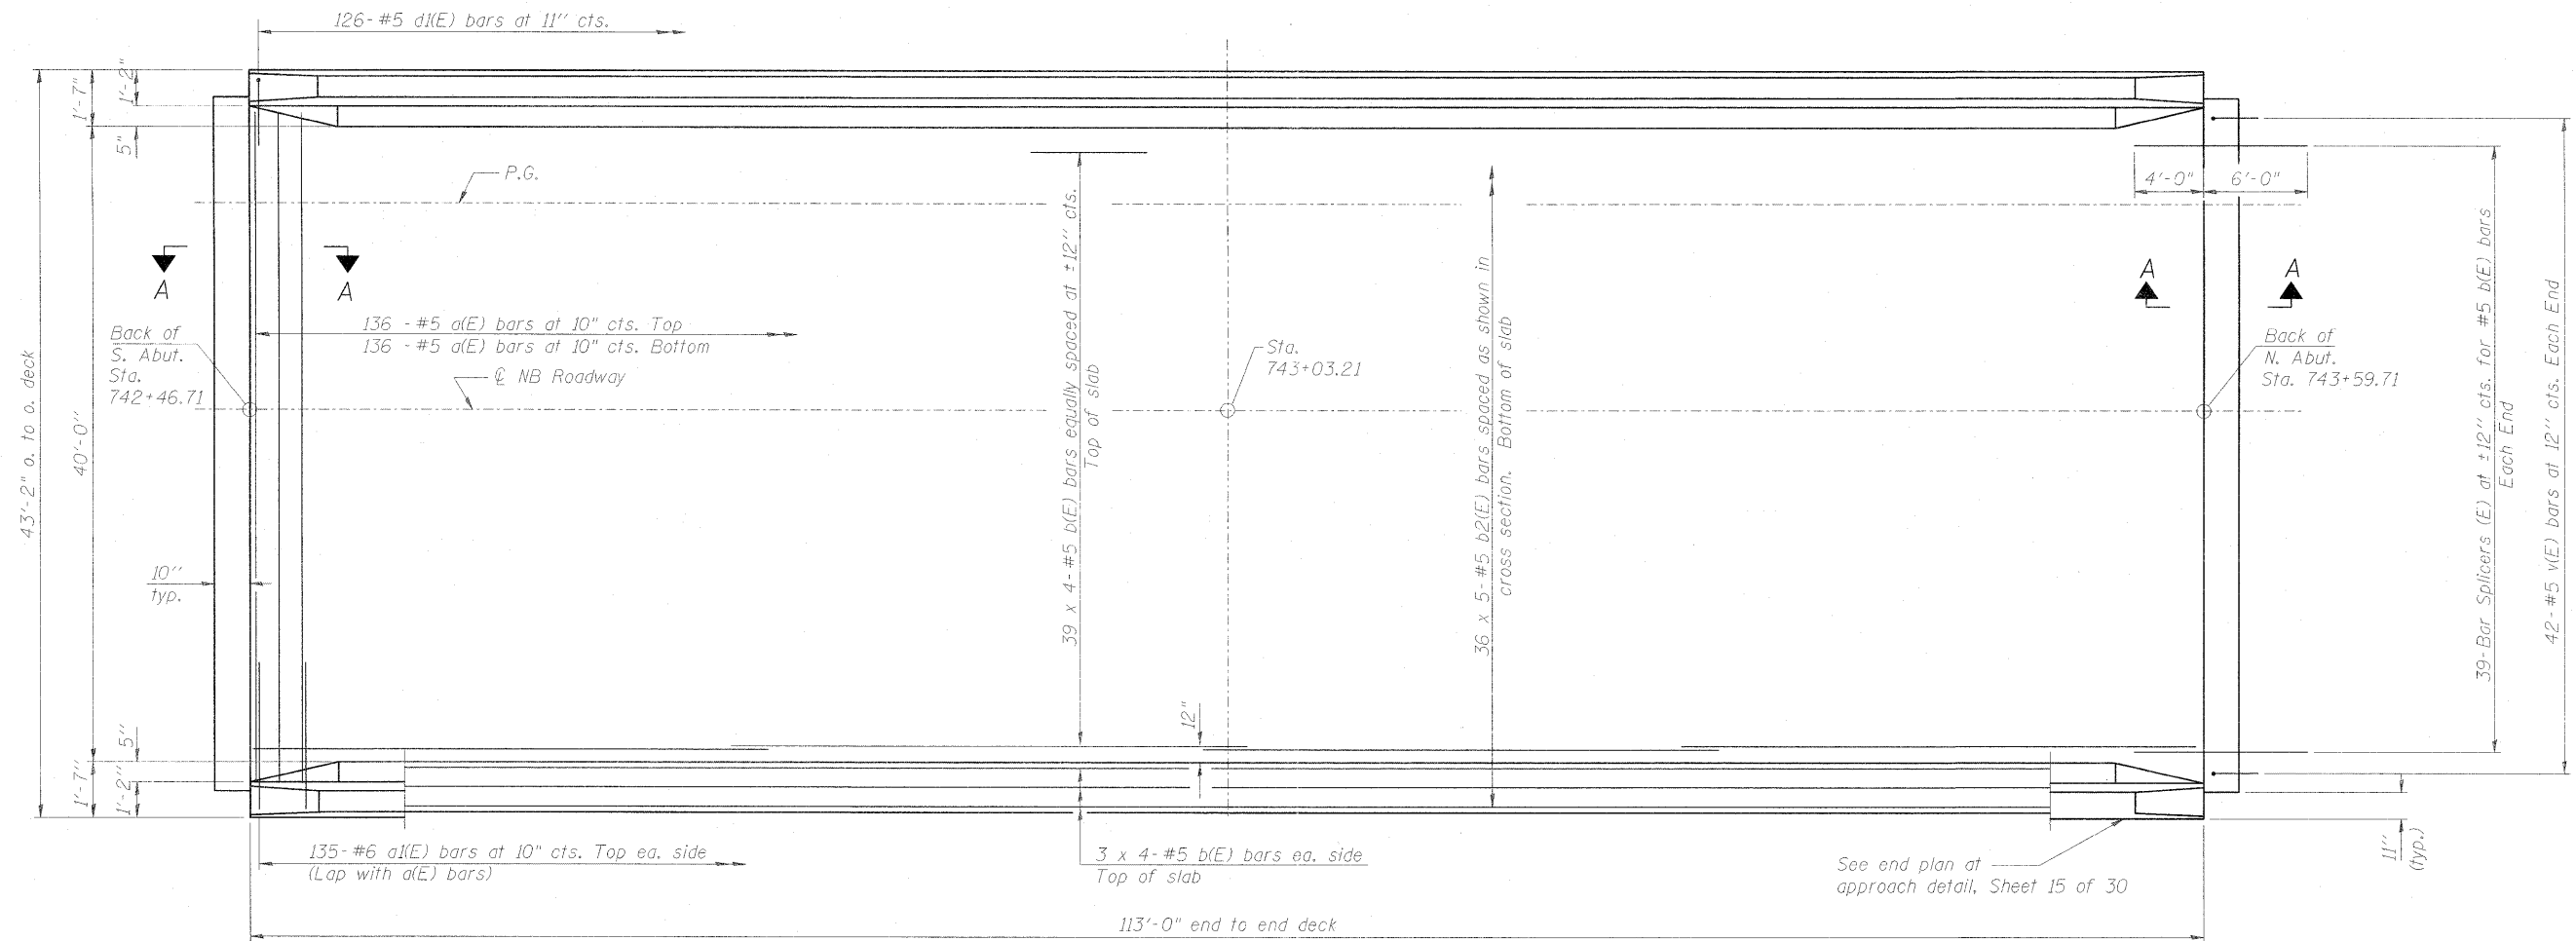 126-#5 d1(E) bars at 11" cts.
1'-7"
1'-2"
5"
P.G.
4'-0"
6'-0"
A
A
A
A
136 -#5 a(E) bars at 10" cts. Top
136 -#5 a(E) bars at 10" cts. Bottom
Back of
S. Abut.
Sta.
742+46.71
℄ NB Roadway
Sta.
743+03.21
Back of
N. Abut.
Sta. 743+59.71
43'-2" o. to o. deck
40'-0"
39 x 4-#5 b(E) bars equally spaced at ±12" cts.
Top of slab
36 x 5-#5 b2(E) bars spaced as shown in
cross section. Bottom of slab
39-Bar Splicers (E) at ±12" cts. for #5 b(E) bars
Each End
42-#5 v(E) bars at 12" cts. Each End
10"
typ.
12"
5"
1'-7"
1'-2"
135-#6 a1(E) bars at 10" cts. Top ea. side
(Lap with a(E) bars)
3 x 4-#5 b(E) bars ea. side
Top of slab
See end plan at
approach detail, Sheet 15 of 30
11"
(typ.)
113'-0" end to end deck